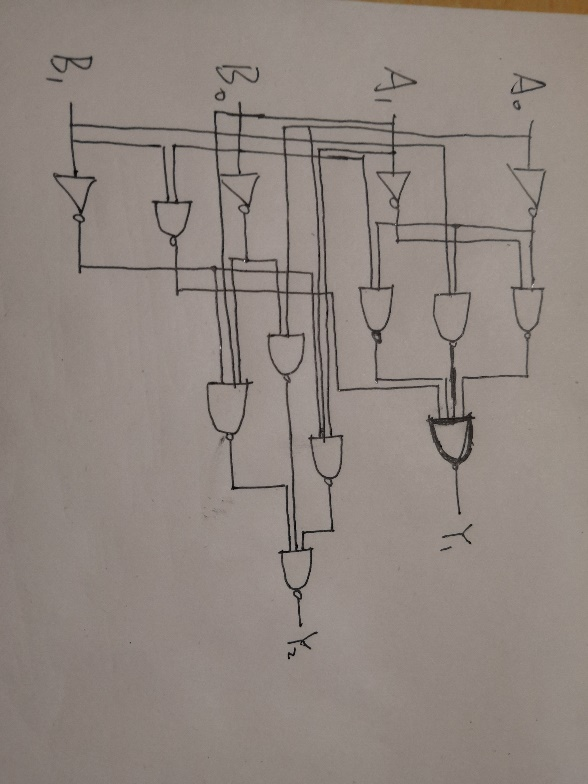 A₀
A₁
B₀
B₁
Y₁
Y₂